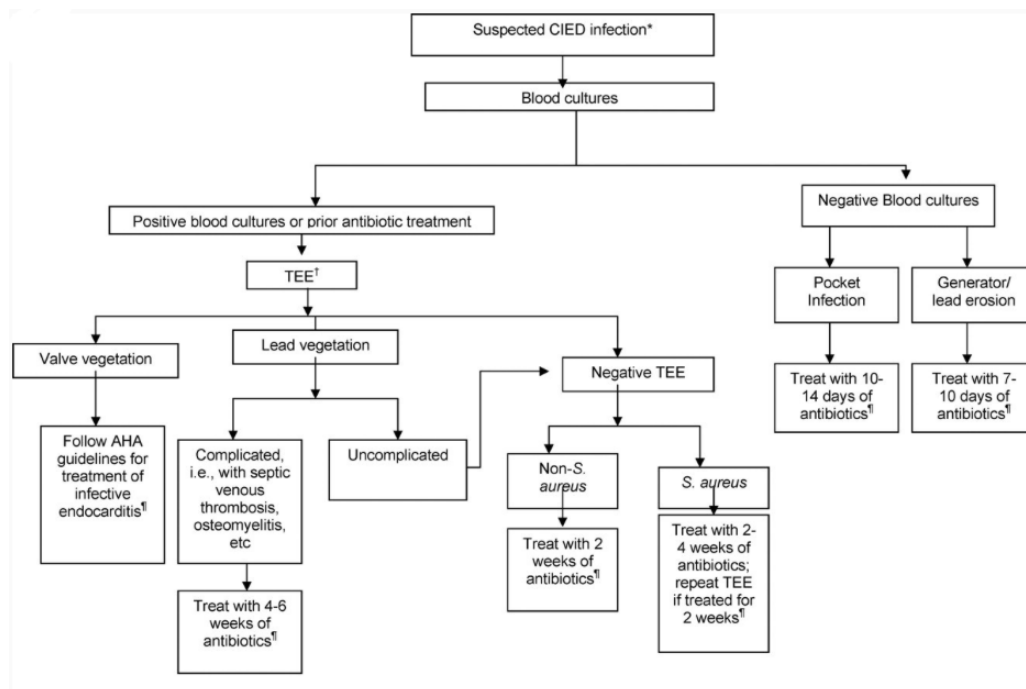 Suspected CIED infection*
Blood cultures
Positive blood cultures or prior antibiotic treatment
Negative Blood cultures
TEE†
Pocket
Infection
Generator/
lead erosion
Valve vegetation
Lead vegetation
Negative TEE
Treat with 10-
14 days of
antibiotics¶
Treat with 7-
10 days of
antibiotics¶
Follow AHA
guidelines for
treatment of
infective
endocarditis¶
Complicated,
i.e., with septic
venous
thrombosis,
osteomyelitis,
etc
Uncomplicated
Non-S.
aureus
S. aureus
Treat with 2
weeks of
antibiotics¶
Treat with 2-
4 weeks of
antibiotics;
repeat TEE
if treated for
2 weeks¶
Treat with 4-6
weeks of
antibiotics¶